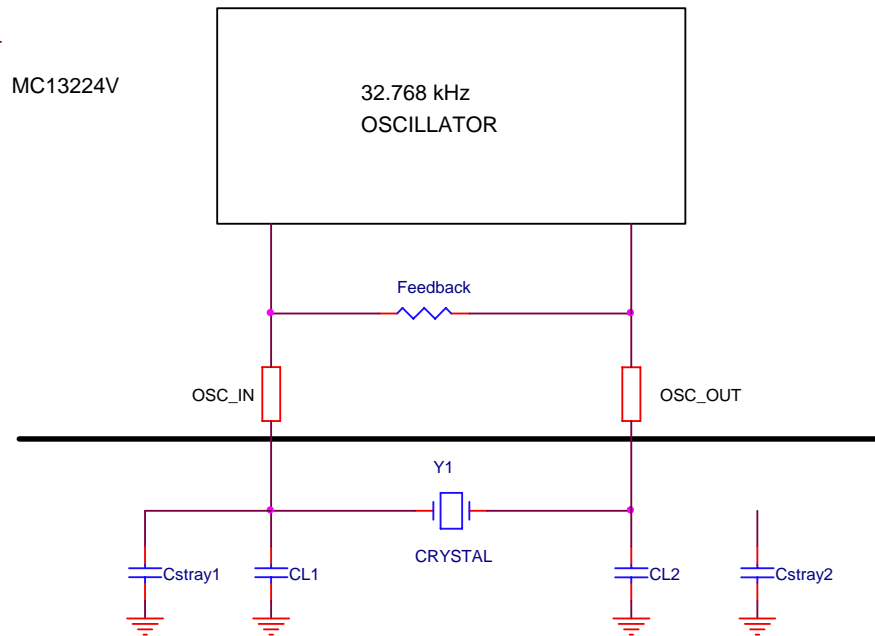 MC13224V
32.768 kHz
OSCILLATOR
Feedback
OSC_IN
OSC_OUT
Y1
CRYSTAL
Cstray1
CL1
CL2
Cstray2